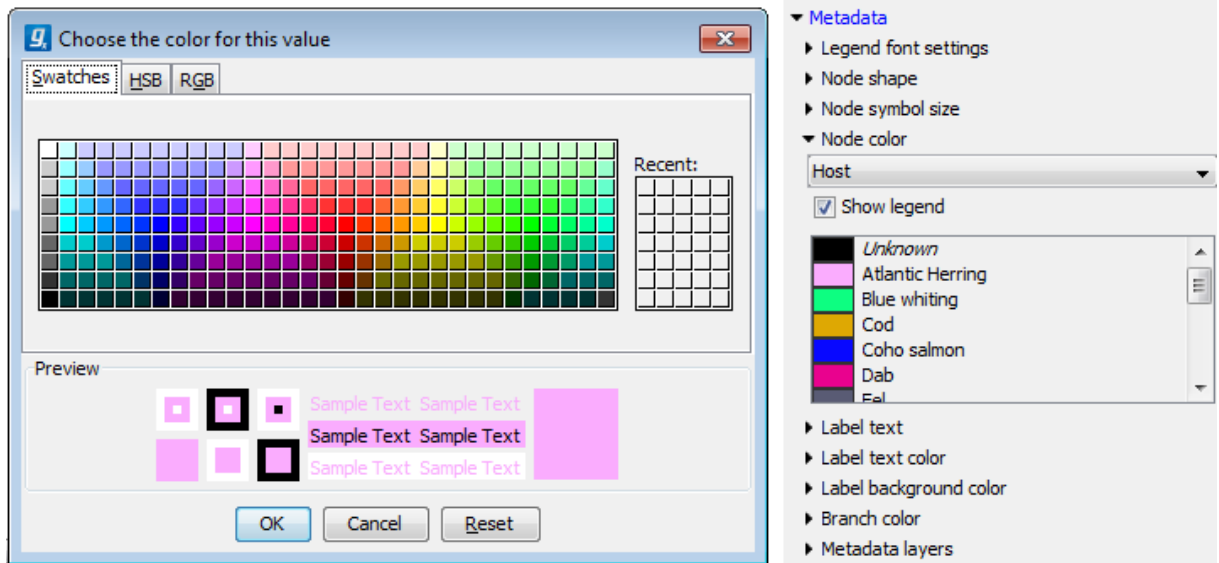 Choose the color for this value
Swatches HSB RGB
Recent:
Preview
Sample Text Sample Text
Sample Text Sample Text
Sample Text Sample Text
OK Cancel Reset
Metadata
Legend font settings
Node shape
Node symbol size
Node color
Host
Show legend
Unknown
Atlantic Herring
Blue whiting
Cod
Coho salmon
Dab
Eel
Label text
Label text color
Label background color
Branch color
Metadata layers